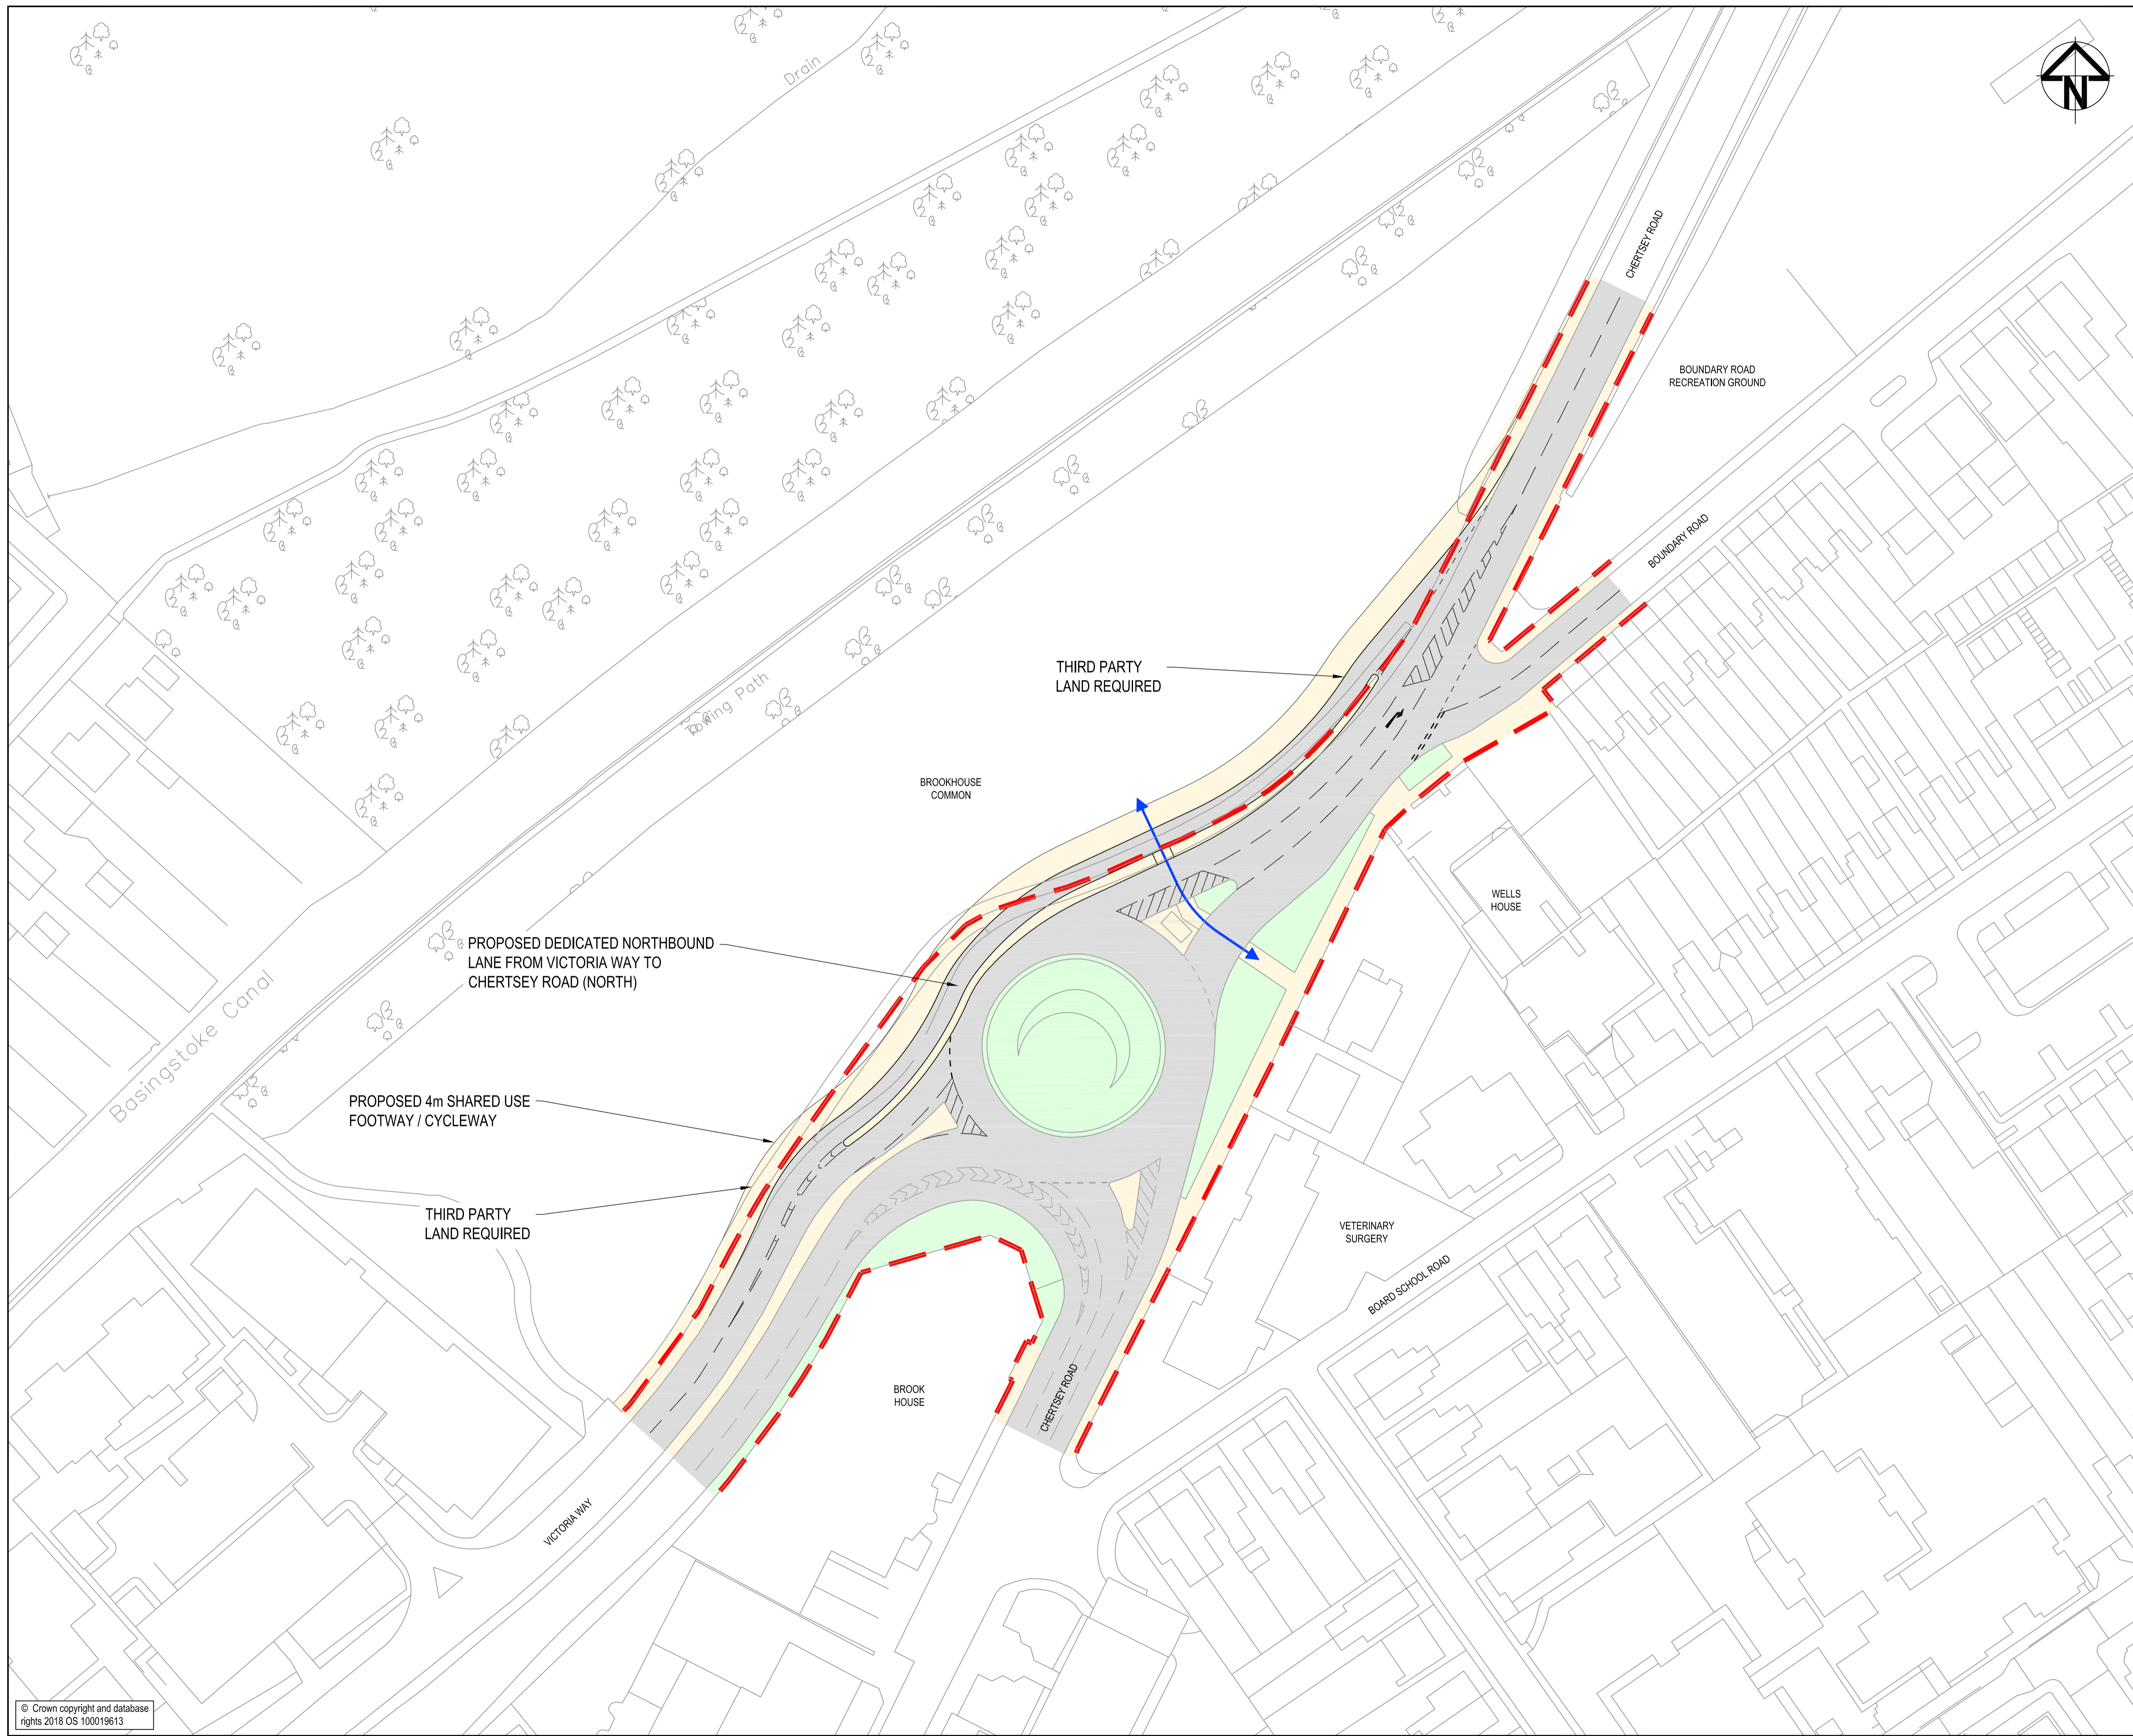 Drain
N
CHERTSEY ROAD
BOUNDARY ROAD
RECREATION GROUND
BOUNDARY ROAD
THIRD PARTY
LAND REQUIRED
Towing Path
BROOKHOUSE
COMMON
WELLS
HOUSE
PROPOSED DEDICATED NORTHBOUND
LANE FROM VICTORIA WAY TO
CHERTSEY ROAD (NORTH)
Basingstoke Canal
PROPOSED 4m SHARED USE
FOOTWAY / CYCLEWAY
THIRD PARTY
LAND REQUIRED
VETERINARY
SURGERY
BOARD SCHOOL ROAD
BROOK
HOUSE
CHERTSEY ROAD
VICTORIA WAY
© Crown copyright and database
rights 2018 OS 100019613